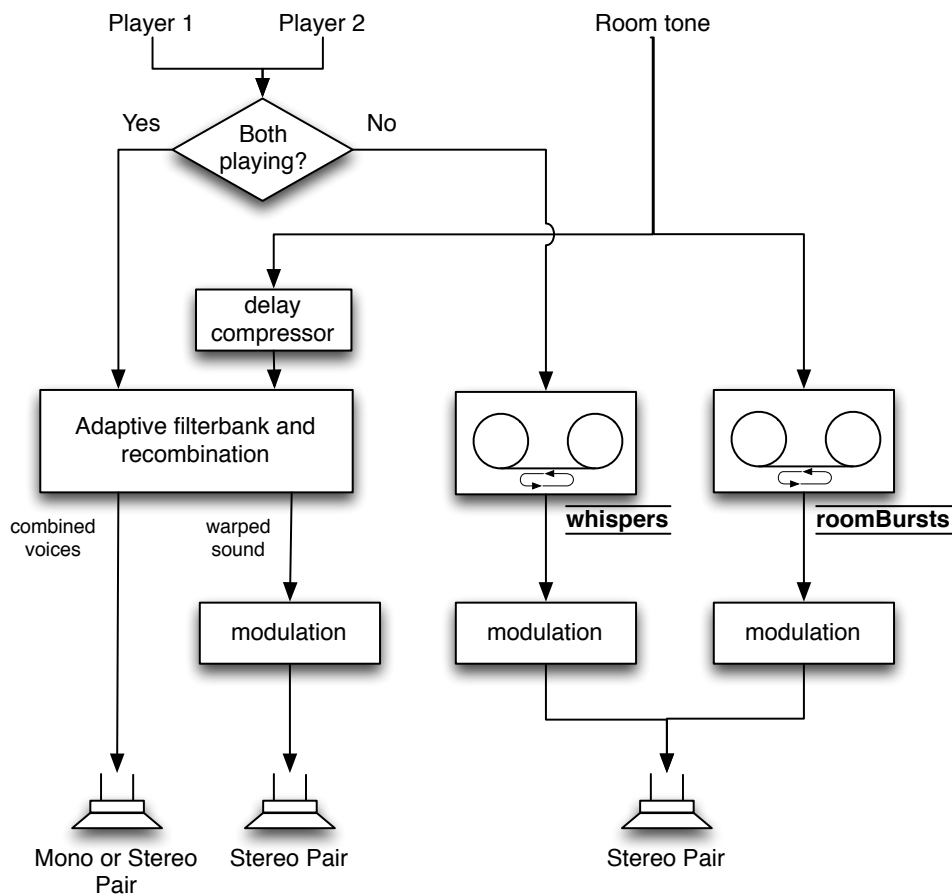 Player 1
Player 2
Room tone
Yes
Both
playing?
No
delay
compressor
Adaptive filterbank and
recombination
combined
voices
warped
sound
whispers
roomBursts
modulation
modulation
modulation
Mono or Stereo
Pair
Stereo Pair
Stereo Pair